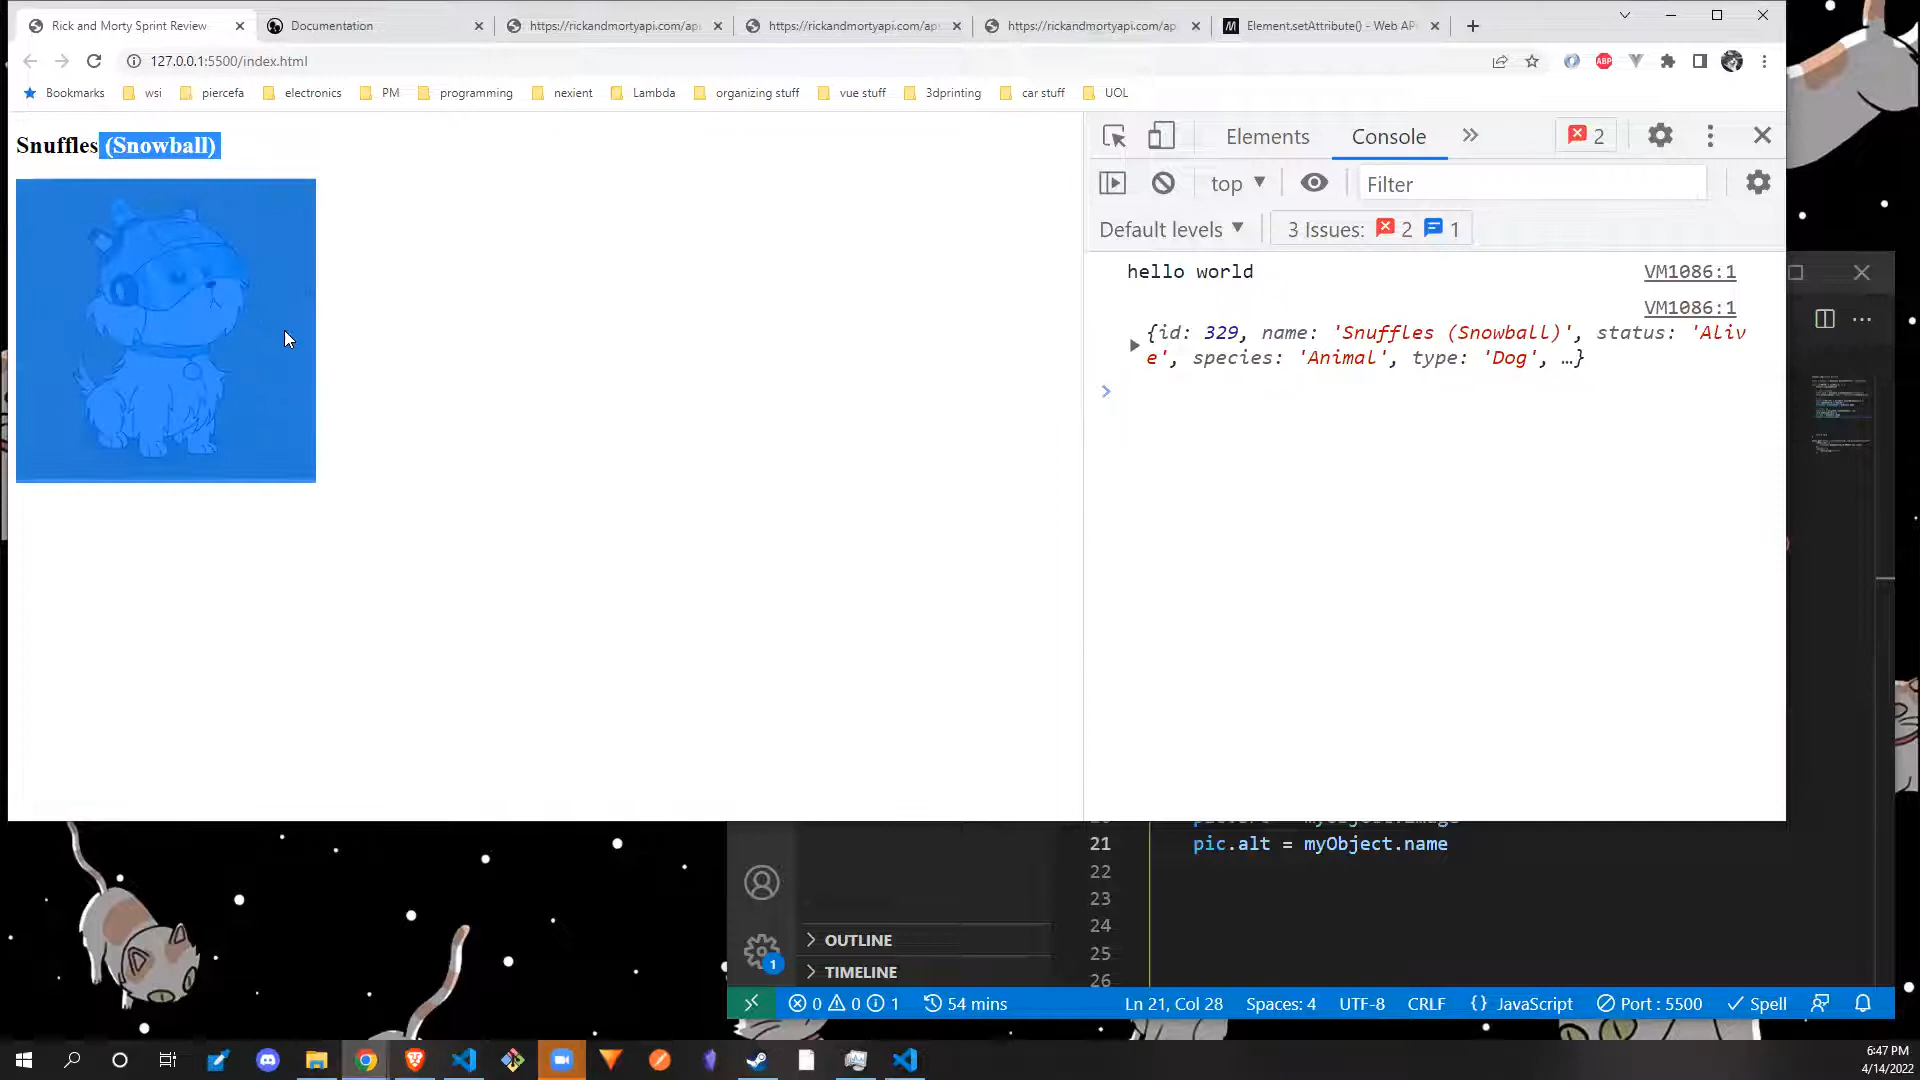 Rick and Morty Sprint Review
Documentation
https://rickandmortyapi.com/ap
https://rickandmortyapi.com/ap
https://rickandmortyapi.com/ap
Element.setAttribute() - Web AP
127.0.0.1:5500/index.html
ABP
Bookmarks wsi piercefa electronics PM programming nexient Lambda organizing stuff vue stuff 3dprinting car stuff UOL
Snuffles (Snowball)
Elements Console 2
top Filter
Default levels 3 Issues: 2 1
hello world VM1086:1
VM1086:1
{id: 329, name: 'Snuffles (Snowball)', status: 'Aliv
e', species: 'Animal', type: 'Dog', …}
21 pic.alt = myObject.name
22
23
24
25
26
OUTLINE
TIMELINE
1
0 0 1 54 mins Ln 21, Col 28 Spaces: 4 UTF-8 CRLF {} JavaScript Port : 5500 Spell
6:47 PM
4/14/2022